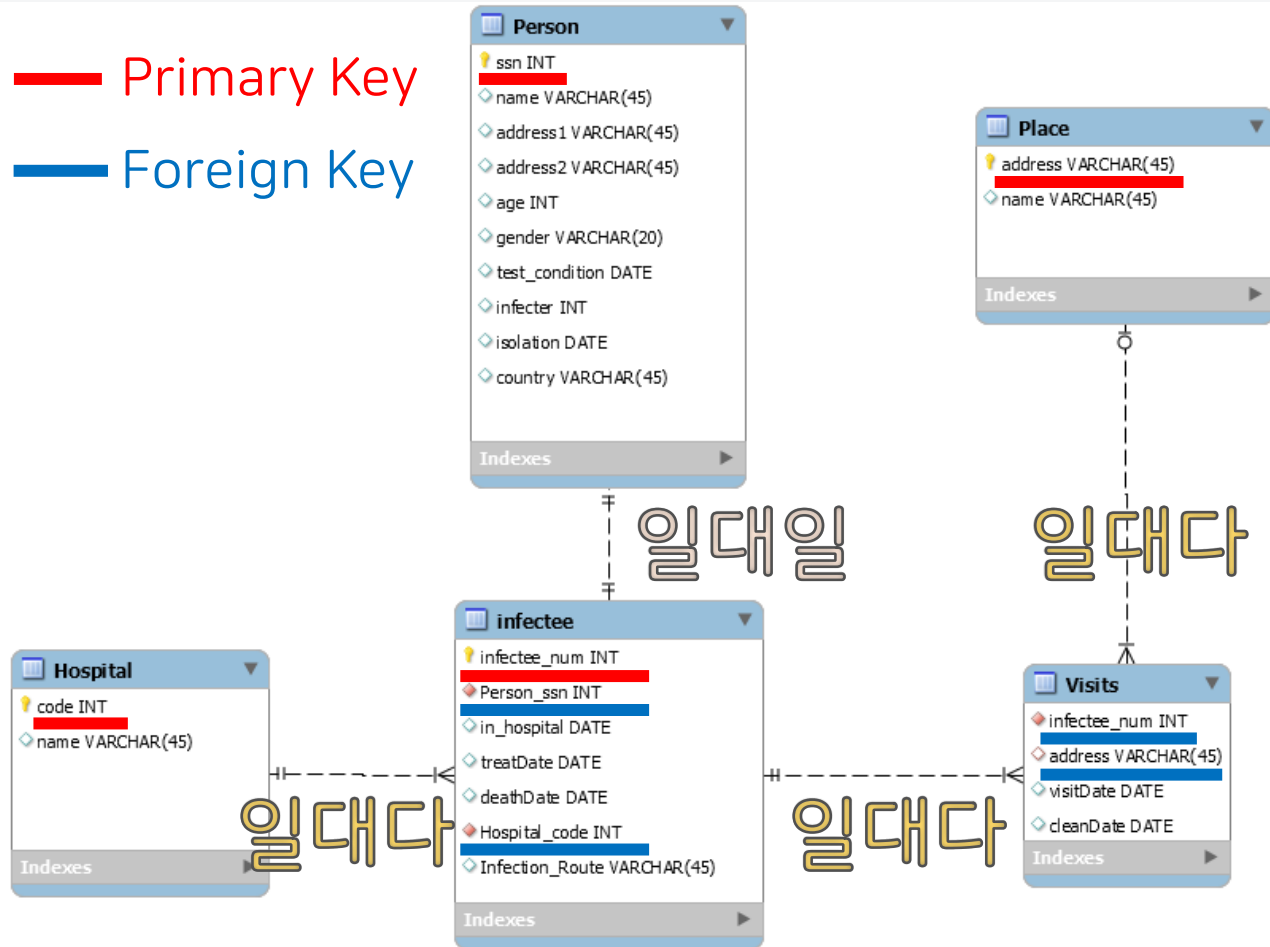 Primary Key
Foreign Key
Person
ssn INT
name VARCHAR(45)
address1 VARCHAR(45)
address2 VARCHAR(45)
age INT
gender VARCHAR(20)
test_condition DATE
infecter INT
isolation DATE
country VARCHAR(45)
Indexes
Place
address VARCHAR(45)
name VARCHAR(45)
Indexes
일대일
일대다
Hospital
code INT
name VARCHAR(45)
Indexes
일대다
infectee
infectee_num INT
Person_ssn INT
in_hospital DATE
treatDate DATE
deathDate DATE
Hospital_code INT
Infection_Route VARCHAR(45)
Indexes
일대다
Visits
infectee_num INT
address VARCHAR(45)
visitDate DATE
cleanDate DATE
Indexes